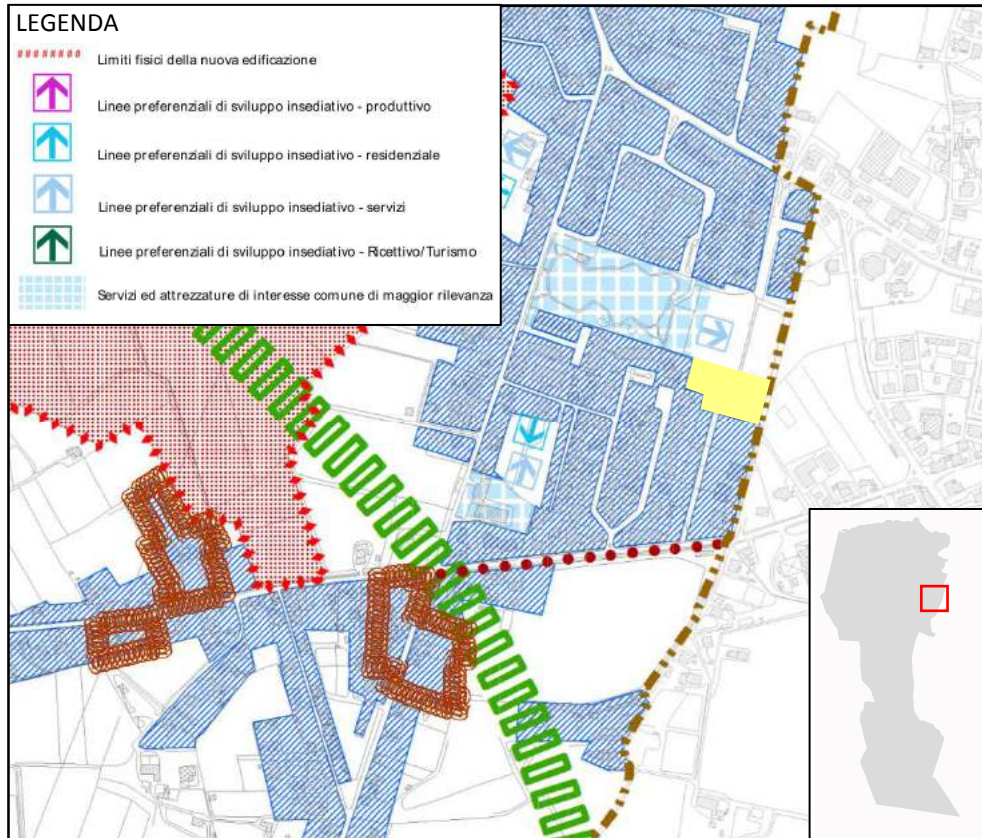 LEGENDA
Limiti fisici della nuova edificazione
Linee preferenziali di sviluppo insediativo - produttivo
Linee preferenziali di sviluppo insediativo - residenziale
Linee preferenziali di sviluppo insediativo - servizi
Linee preferenziali di sviluppo insediativo - Ricettivo/Turismo
Servizi ed attrezzature di interesse comune di maggior rilevanza